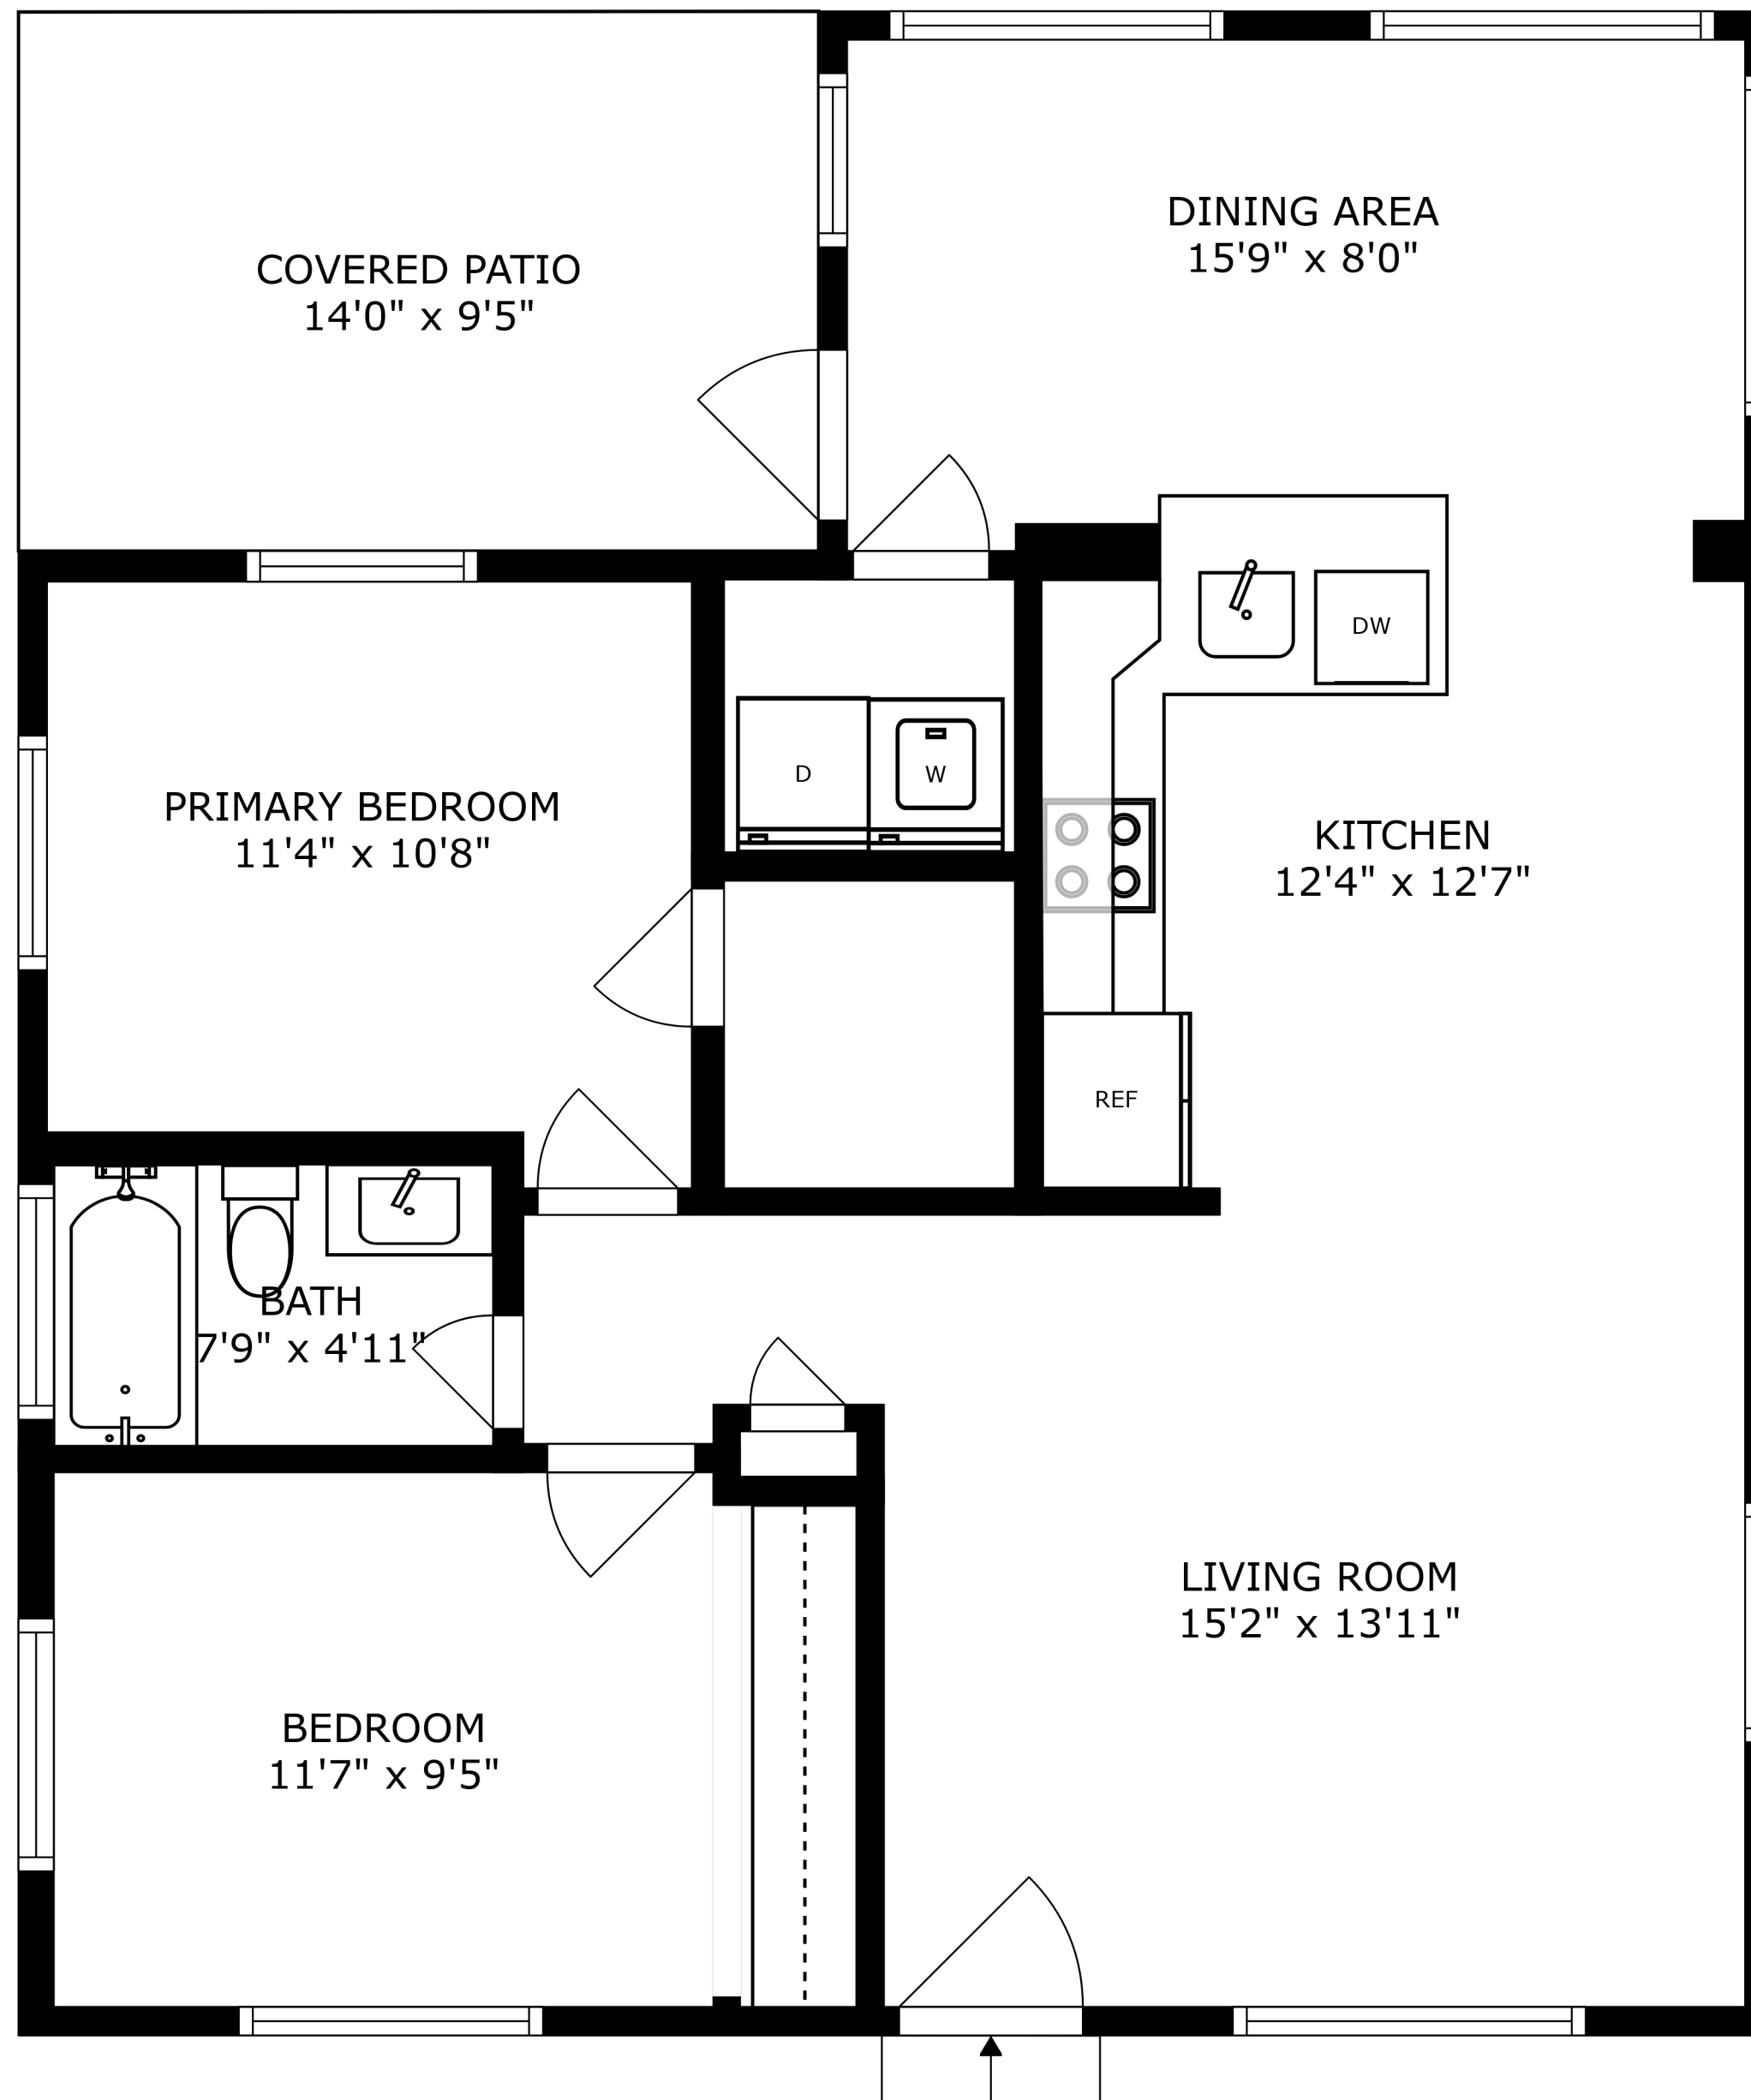 COVERED PATIO
14'0" x 9'5"
DINING AREA
15'9" x 8'0"
DW
D
W
PRIMARY BEDROOM
11'4" x 10'8"
KITCHEN
12'4" x 12'7"
REF
BATH
7'9" x 4'11"
LIVING ROOM
15'2" x 13'11"
BEDROOM
11'7" x 9'5"